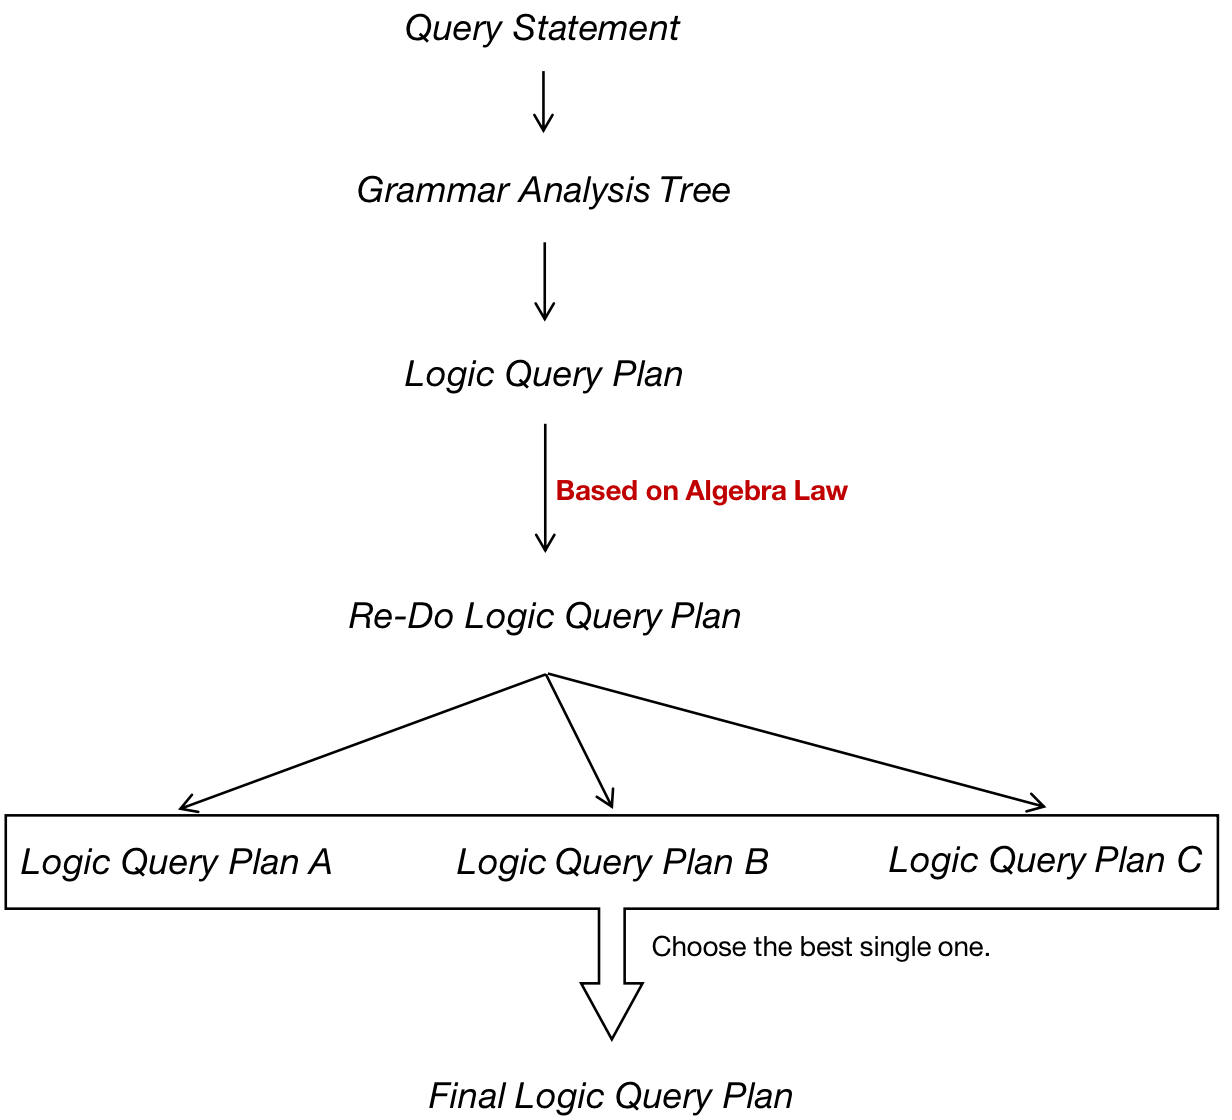 Query Statement
Grammar Analysis Tree
Logic Query Plan
Based on Algebra Law
Re-Do Logic Query Plan
Logic Query Plan A
Logic Query Plan B
Logic Query Plan C
Choose the best single one.
Final Logic Query Plan